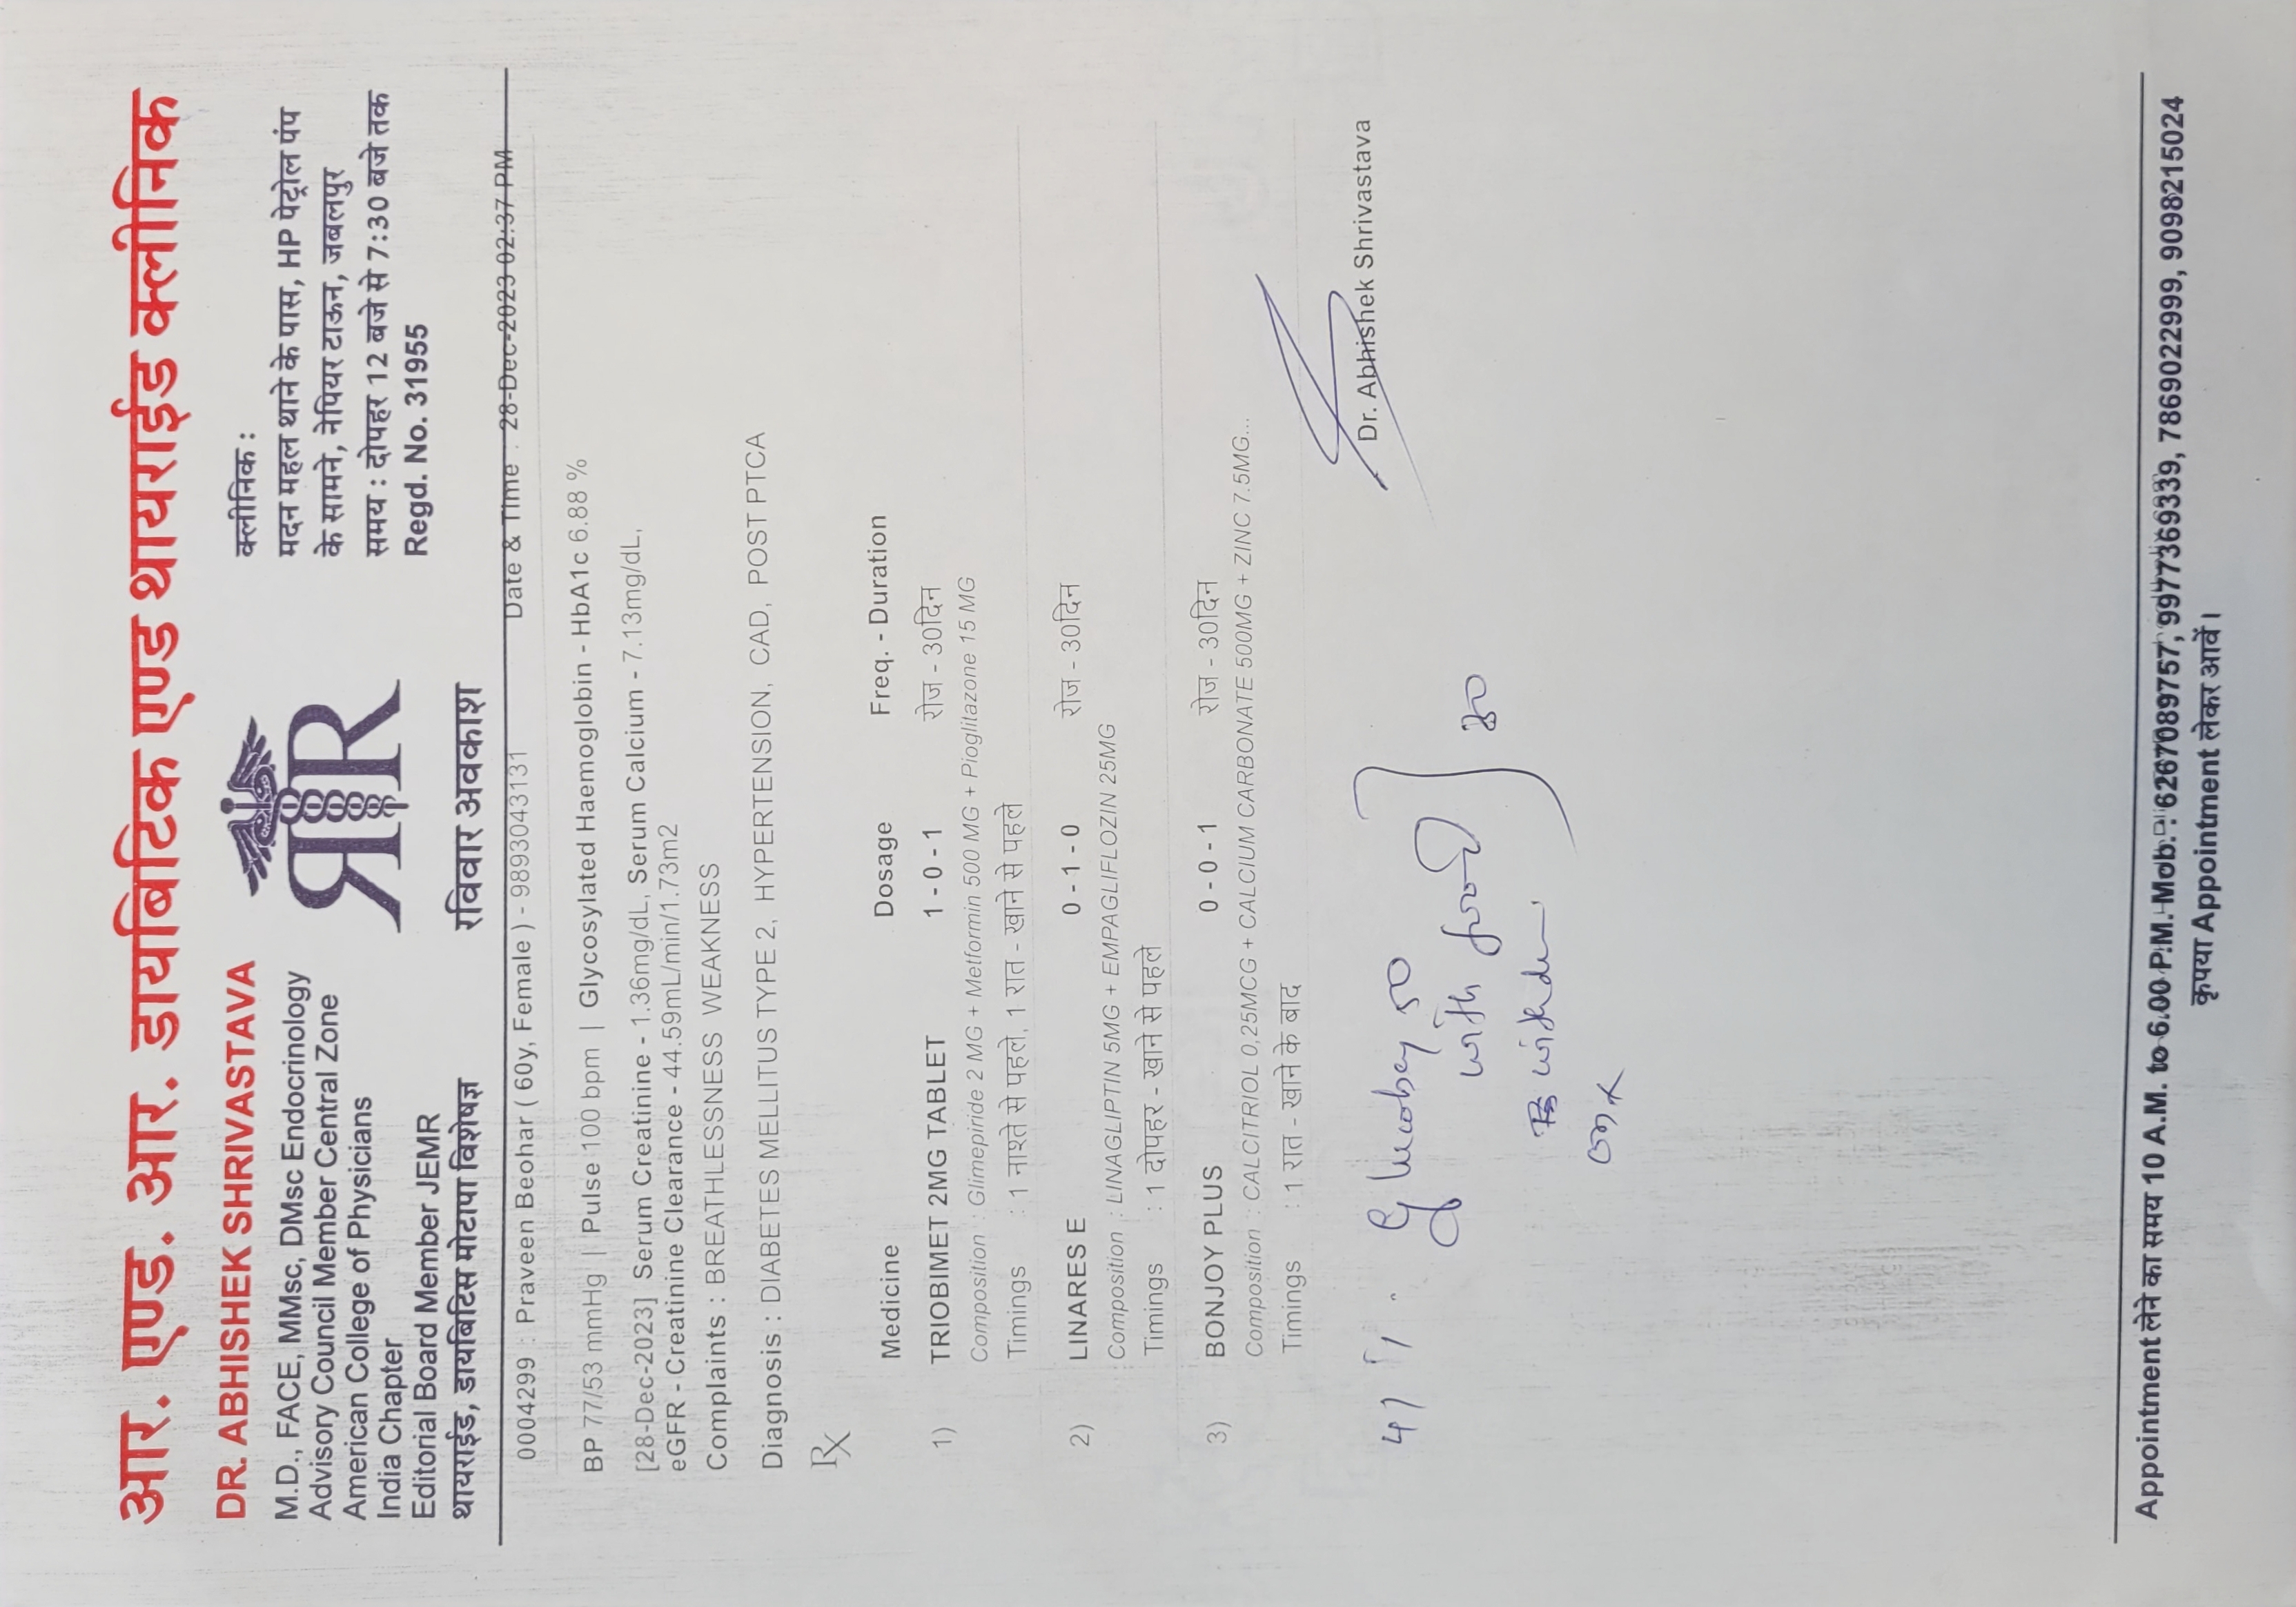 आर. एण्ड. आर. डायबिटिक एण्ड थायराईड क्लीनिक
DR. ABHISHEK SHRIVASTAVA
M.D., FACE, MMsc, DMsc Endocrinology
Advisory Council Member Central Zone
American College of Physicians
India Chapter
Editorial Board Member JEMR
थायराईड, डायबिटिस मोटापा विशेषज्ञ
RR
रविवार अवकाश
क्लीनिक :
मदन महल थाने के पास, HP पेट्रोल पंप
के सामने, नेपियर टाऊन, जबलपुर
समय : दोपहर 12 बजे से 7:30 बजे तक
Regd. No. 31955
0004299 : Praveen Beohar ( 60y, Female ) - 9893043131 Date & Time : 28-Dec-2023 02:37 PM
BP 77/53 mmHg | Pulse 100 bpm | Glycosylated Haemoglobin - HbA1c 6.88 %
[28-Dec-2023] Serum Creatinine - 1.36mg/dL, Serum Calcium - 7.13mg/dL,
eGFR - Creatinine Clearance - 44.59mL/min/1.73m2
Complaints : BREATHLESSNESS WEAKNESS
Diagnosis : DIABETES MELLITUS TYPE 2, HYPERTENSION, CAD, POST PTCA
Rx
Medicine Dosage Freq. - Duration
1) TRIOBIMET 2MG TABLET 1 - 0 - 1 रोज - 30दिन
Composition : Glimepiride 2 MG + Metformin 500 MG + Pioglitazone 15 MG
Timings : 1 नाश्ते से पहले, 1 रात - खाने से पहले
2) LINARES E 0 - 1 - 0 रोज - 30दिन
Composition : LINAGLIPTIN 5MG + EMPAGLIFLOZIN 25MG
Timings : 1 दोपहर - खाने से पहले
3) BONJOY PLUS 0 - 0 - 1 रोज - 30दिन
Composition : CALCITRIOL 0,25MCG + CALCIUM CARBONATE 500MG + ZINC 7.5MG...
Timings : 1 रात - खाने के बाद
Dr. Abhishek Shrivastava
4) Glucobay 50
with food
30
Appointment लेने का समय 10 A.M. to 6.00 P.M. Mob. : 6267089757, 9977369339, 7869022999, 9098215024
कृपया Appointment लेकर आवें।